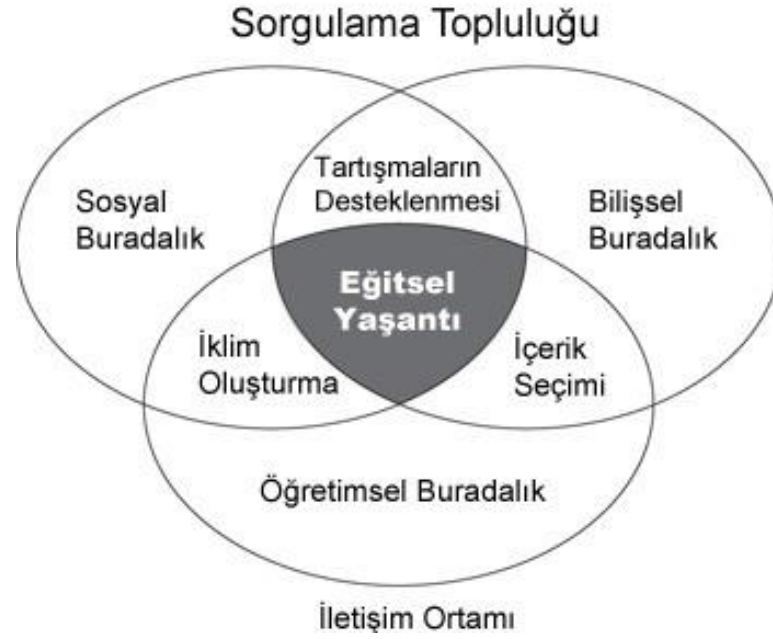 Sorgulama Topluluğu
Tartışmaların
Desteklenmesi
Sosyal
Buradalık
Bilişsel
Buradalık
Eğitsel
Yaşantı
İklim
Oluşturma
İçerik
Seçimi
Öğretimsel Buradalık
İletişim Ortamı